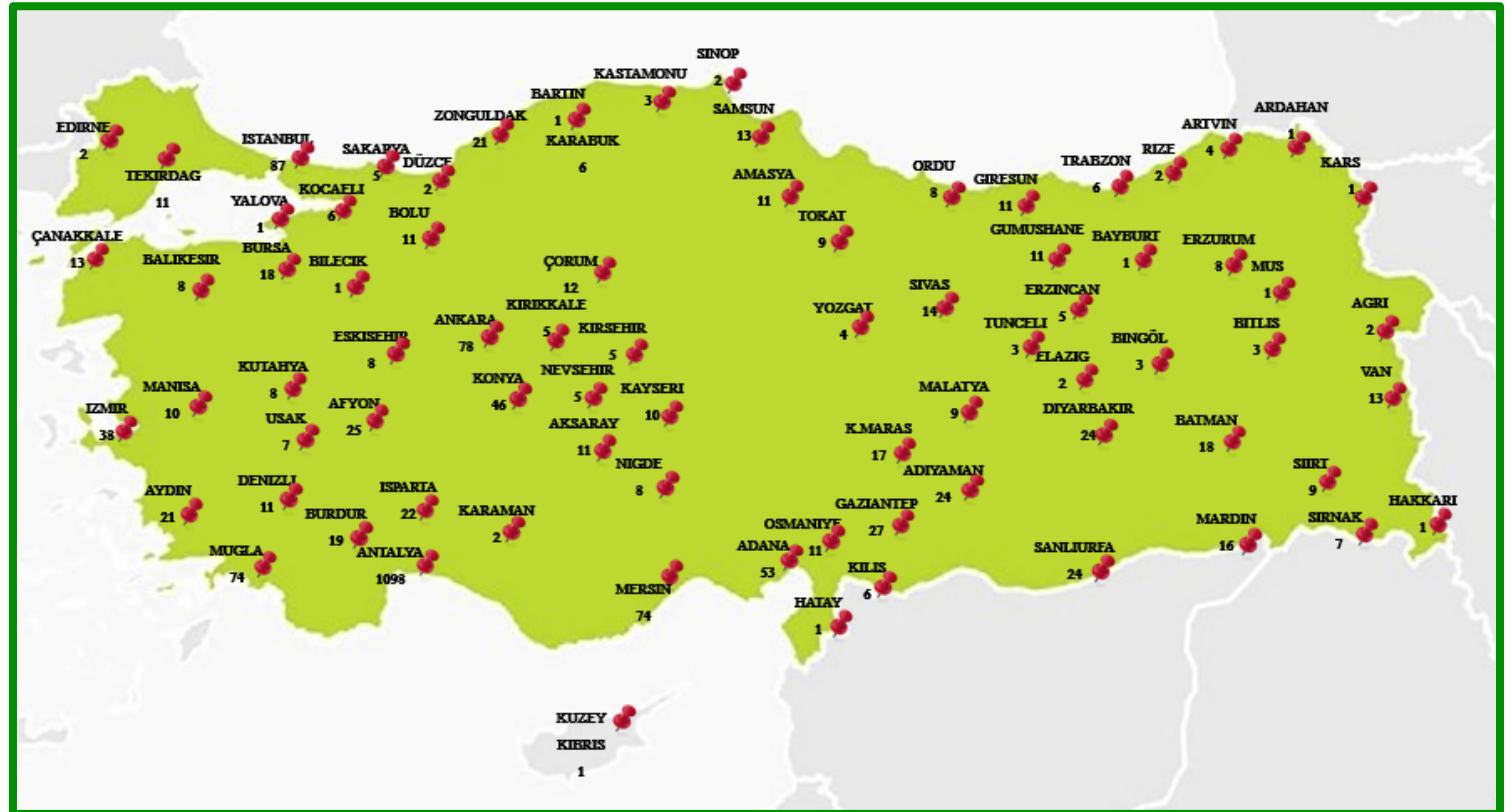 SINOP
2
KASTAMONU
3
BARTIN
1
KARABUK
6
ZONGULDAK
21
SAMSUN
13
ARDAHAN
1
ARTVIN
4
EDIRNE
2
TEKIRDAG
11
ISTANBUL
87
SAKARYA
5
DÜZCE
2
RIZE
2
TRABZON
6
KARS
1
ORDU
8
GIRESUN
11
AMASYA
11
YALOVA
1
KOCAELI
6
BOLU
11
TOKAT
9
GUMUSHANE
11
BAYBURT
1
ERZURUM
8
ÇANAKKALE
13
BALIKESIR
8
BURSA
18
BILECIK
1
ÇORUM
12
MUS
1
SIVAS
14
ERZINCAN
5
AGRI
2
KIRIKKALE
5
ANKARA
78
KIRSEHIR
5
YOZGAT
4
TUNCELI
3
BINGÖL
3
BITLIS
3
ESKISEHIR
8
ELAZIG
2
KUTAHYA
8
KONYA
46
NEVSEHIR
5
KAYSERI
10
MALATYA
9
VAN
13
MANISA
10
IZMIR
38
USAK
7
AFYON
25
AKSARAY
11
DIYARBAKIR
24
BATMAN
18
K.MARAS
17
NIGDE
8
ADIYAMAN
24
SIIRT
9
AYDIN
21
DENIZLI
11
ISPARTA
22
BURDUR
19
KARAMAN
2
GAZIANTEP
27
HAKKARI
1
OSMANIYE
11
MARDIN
16
SIRNAK
7
MUGLA
74
ANTALYA
1098
ADANA
53
SANLIURFA
24
KILIS
6
MERSIN
74
HATAY
1
KUZEY
KIBRIS
1